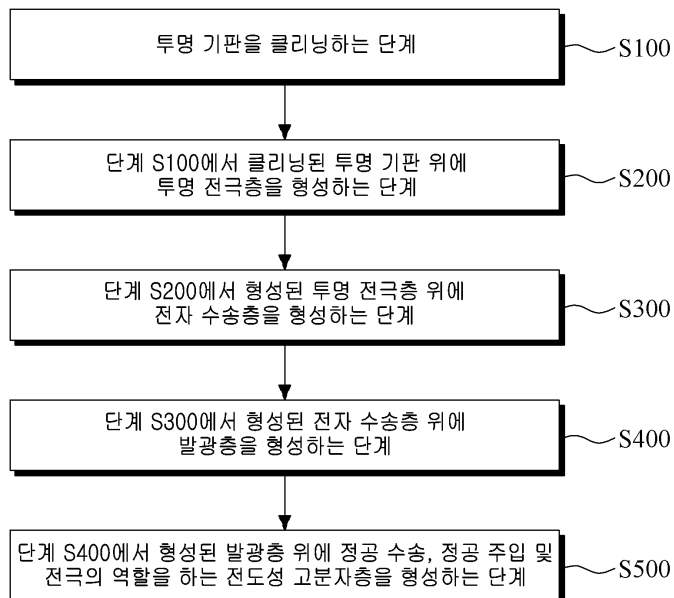 투명 기판을 클리닝하는 단계
S100
단계 S100에서 클리닝된 투명 기판 위에
투명 전극층을 형성하는 단계
S200
단계 S200에서 형성된 투명 전극층 위에
전자 수송층을 형성하는 단계
S300
단계 S300에서 형성된 전자 수송층 위에
발광층을 형성하는 단계
S400
단계 S400에서 형성된 발광층 위에 정공 수송, 정공 주입 및
전극의 역할을 하는 전도성 고분자층을 형성하는 단계
S500